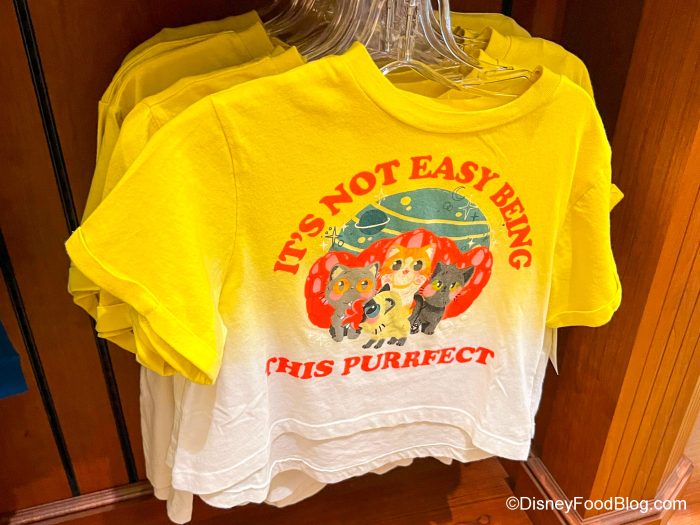 IT'S NOT EASY BEING
THIS PURRFECT
©DisneyFoodBlog.com